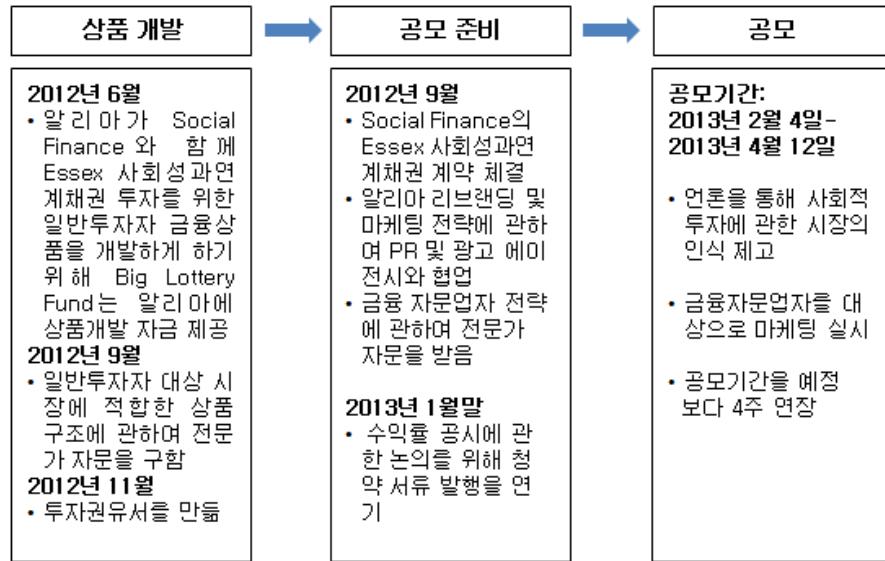 상품 개발
공모 준비
공모
2012년 6월
• 알리아가 Social
Finance 와 함께
Essex 사회성과연
계채권 투자를 위한
일반투자자 금융상
품을 개발하게 하기
위해 Big Lottery
Fund는 알리아에
상품개발 자금 제공
2012년 9월
• 일반투자자 대상 시
장에 적합한 상품
구조에 관하여 전문
가 자문을 구함
2012년 11월
• 투자권유서를 만듦
2012년 9월
• Social Finance의
Essex 사회성과연
계채권 계약 체결
• 알리아 리브랜딩 및
마케팅 전략에 관하
여 PR 및 광고 에이
전시와 협업
• 금융 자문업자 전략
에 관하여 전문가
자문을 받음
2013년 1월말
• 수익률 공시에 관
한 논의를 위해 청
약 서류 발행을 연
기
공모기간:
2013년 2월 4일-
2013년 4월 12일
• 언론을 통해 사회적
투자에 관한 시장의
인식 제고
• 금융자문업자를 대
상으로 마케팅 실시
• 공모기간을 예정
보다 4주 연장